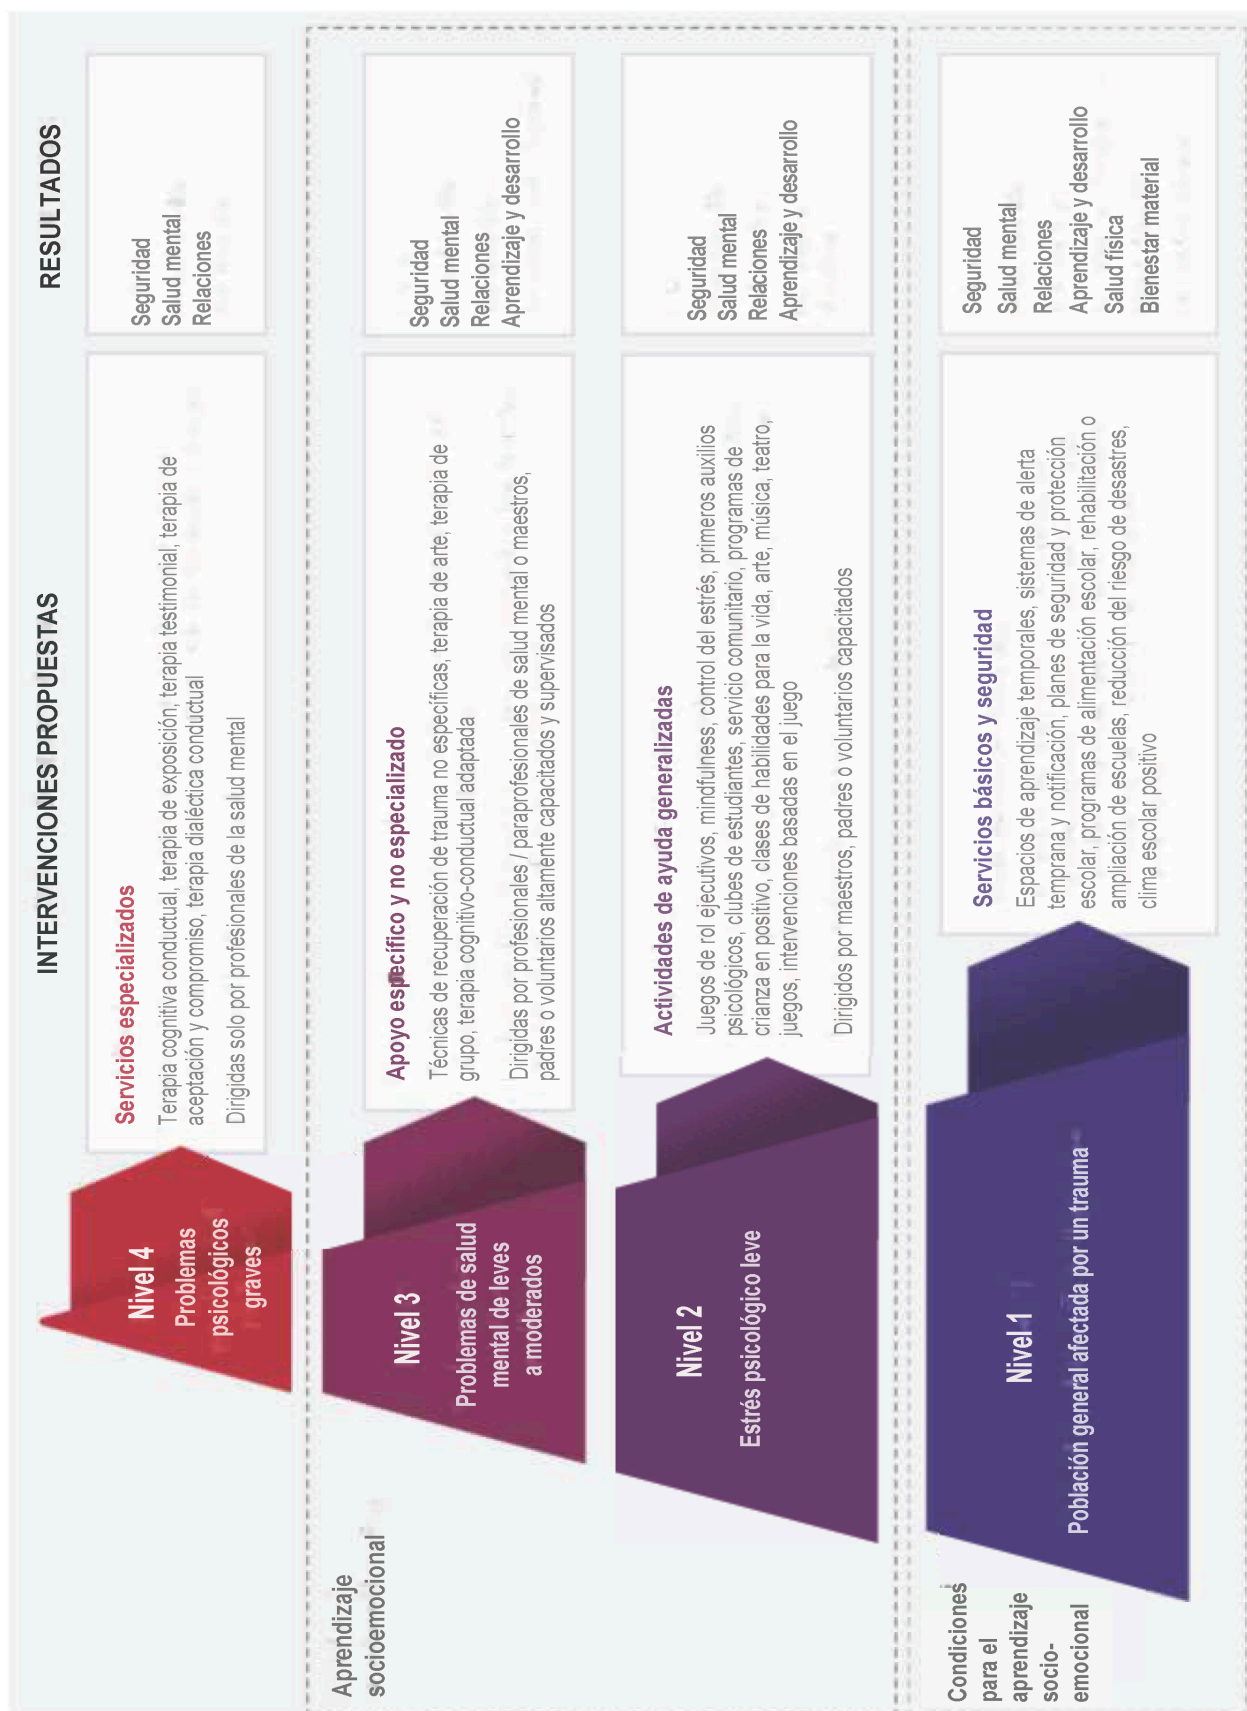 INTERVENCIONES PROPUESTAS
RESULTADOS
Nivel 4
Problemas
psicológicos
graves
Servicios especializados
Terapia cognitiva conductual, terapia de exposición, terapia testimonial, terapia de
aceptación y compromiso, terapia dialéctica conductual
Dirigidas solo por profesionales de la salud mental
Seguridad
Salud mental
Relaciones
Aprendizaje
socioemocional
Nivel 3
Problemas de salud
mental de leves
a moderados
Apoyo específico y no especializado
Técnicas de recuperación de trauma no específicas, terapia de arte, terapia de
grupo, terapia cognitivo-conductual adaptada
Dirigidas por profesionales / paraprofesionales de salud mental o maestros,
padres o voluntarios altamente capacitados y supervisados
Seguridad
Salud mental
Relaciones
Aprendizaje y desarrollo
Nivel 2
Estrés psicológico leve
Actividades de ayuda generalizadas
Juegos de rol ejecutivos, mindfulness, control del estrés, primeros auxilios
psicológicos, clubes de estudiantes, servicio comunitario, programas de
crianza en positivo, clases de habilidades para la vida, arte, música, teatro,
juegos, intervenciones basadas en el juego
Dirigidos por maestros, padres o voluntarios capacitados
Seguridad
Salud mental
Relaciones
Aprendizaje y desarrollo
Condiciones
para el
aprendizaje
socio-
emocional
Nivel 1
Población general afectada por un trauma
Servicios básicos y seguridad
Espacios de aprendizaje temporales, sistemas de alerta
temprana y notificación, planes de seguridad y protección
escolar, programas de alimentación escolar, rehabilitación o
ampliación de escuelas, reducción del riesgo de desastres,
clima escolar positivo
Seguridad
Salud mental
Relaciones
Aprendizaje y desarrollo
Salud física
Bienestar material